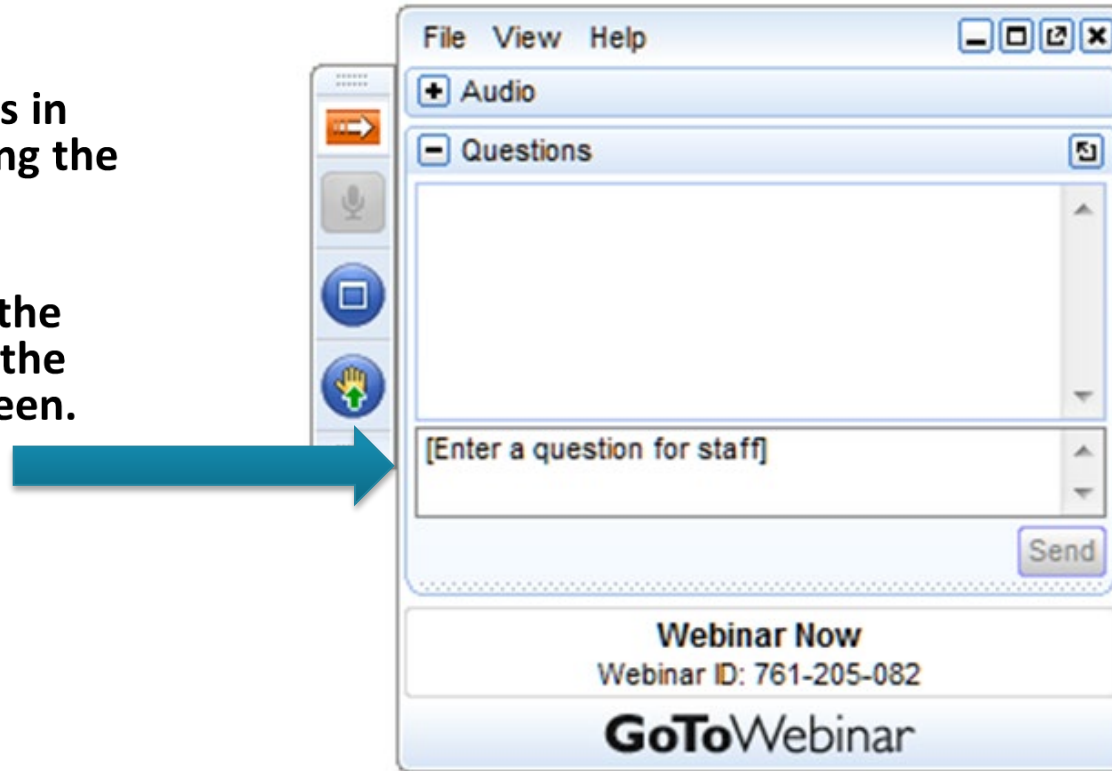 s in
ng the
the
the
een.
File View Help
Audio
Questions
[Enter a question for staff]
Send
Webinar Now
Webinar ID: 761-205-082
GoToWebinar